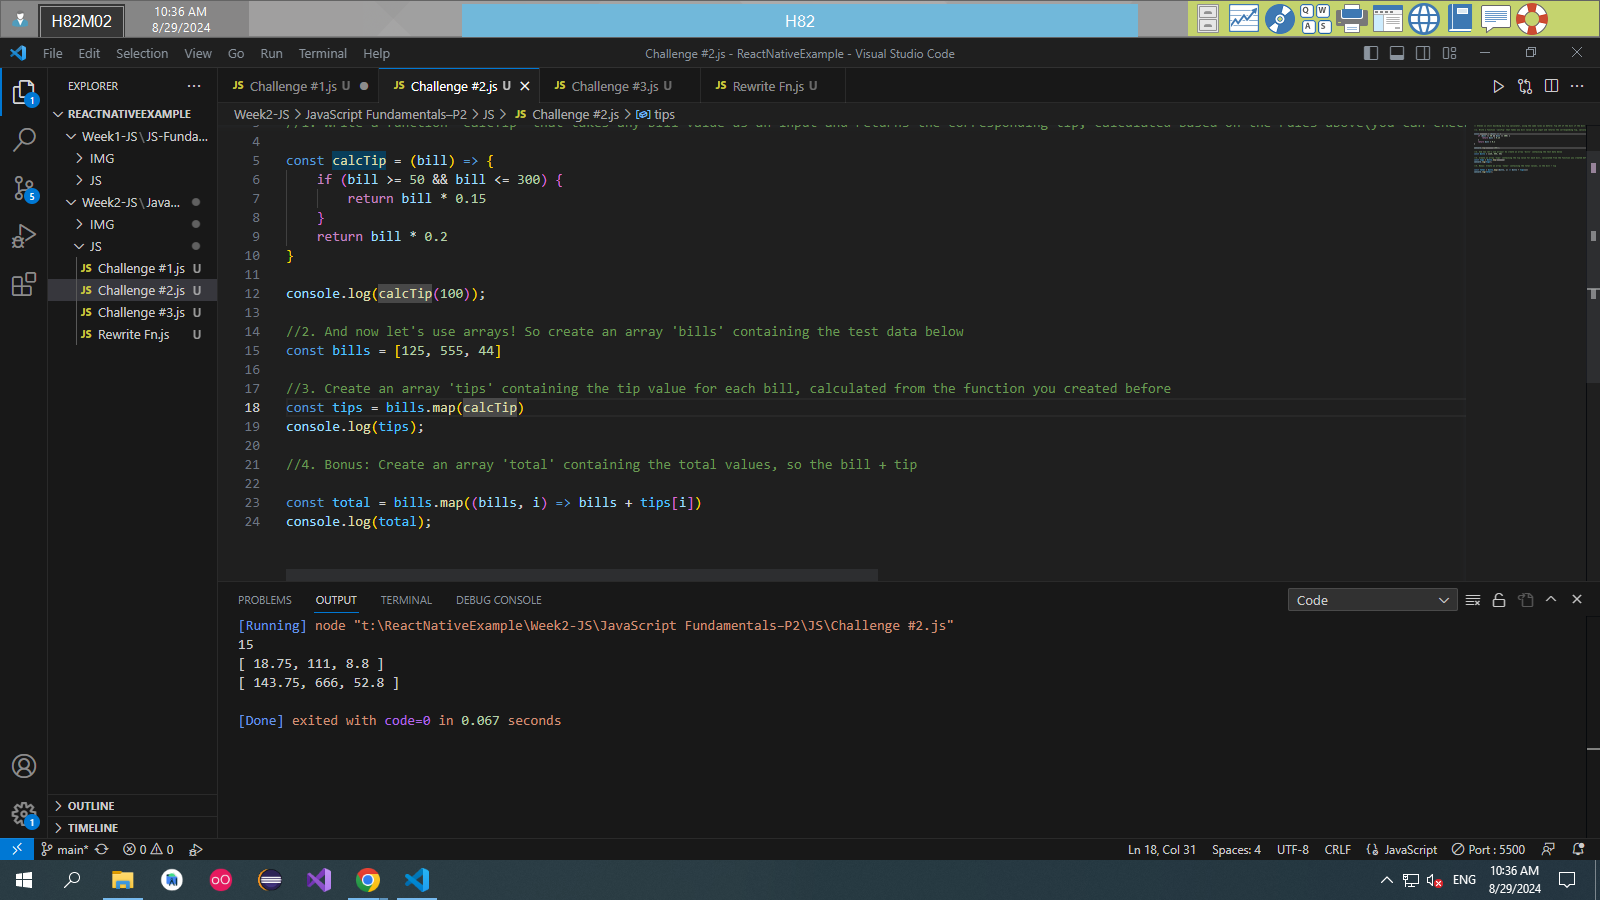 H82M02
10:36 AM
8/29/2024
H82
Q W
A S
File Edit Selection View Go Run Terminal Help
Challenge #2.js - ReactNativeExample - Visual Studio Code
EXPLORER
REACTNATIVEEXAMPLE
Week1-JS\JS-Funda...
IMG
JS
Week2-JS\Java...
IMG
JS
JS Challenge #1.js U
JS Challenge #2.js U
JS Challenge #3.js U
JS Rewrite Fn.js U
OUTLINE
TIMELINE
JS Challenge #1.js U
JS Challenge #2.js U
JS Challenge #3.js U
JS Rewrite Fn.js U
Week2-JS > JavaScript Fundamentals–P2 > JS > JS Challenge #2.js > tips
4
5 const calcTip = (bill) => {
6 if (bill >= 50 && bill <= 300) {
7 return bill * 0.15
8 }
9 return bill * 0.2
10 }
11
12 console.log(calcTip(100));
13
14 //2. And now let's use arrays! So create an array 'bills' containing the test data below
15 const bills = [125, 555, 44]
16
17 //3. Create an array 'tips' containing the tip value for each bill, calculated from the function you created before
18 const tips = bills.map(calcTip)
19 console.log(tips);
20
21 //4. Bonus: Create an array 'total' containing the total values, so the bill + tip
22
23 const total = bills.map((bills, i) => bills + tips[i])
24 console.log(total);
PROBLEMS OUTPUT TERMINAL DEBUG CONSOLE
Code
[Running] node "t:\ReactNativeExample\Week2-JS\JavaScript Fundamentals–P2\JS\Challenge #2.js"
15
[ 18.75, 111, 8.8 ]
[ 143.75, 666, 52.8 ]
[Done] exited with code=0 in 0.067 seconds
1
5
1
main* 0 0
Ln 18, Col 31 Spaces: 4 UTF-8 CRLF JavaScript Port : 5500
ENG
10:36 AM
8/29/2024